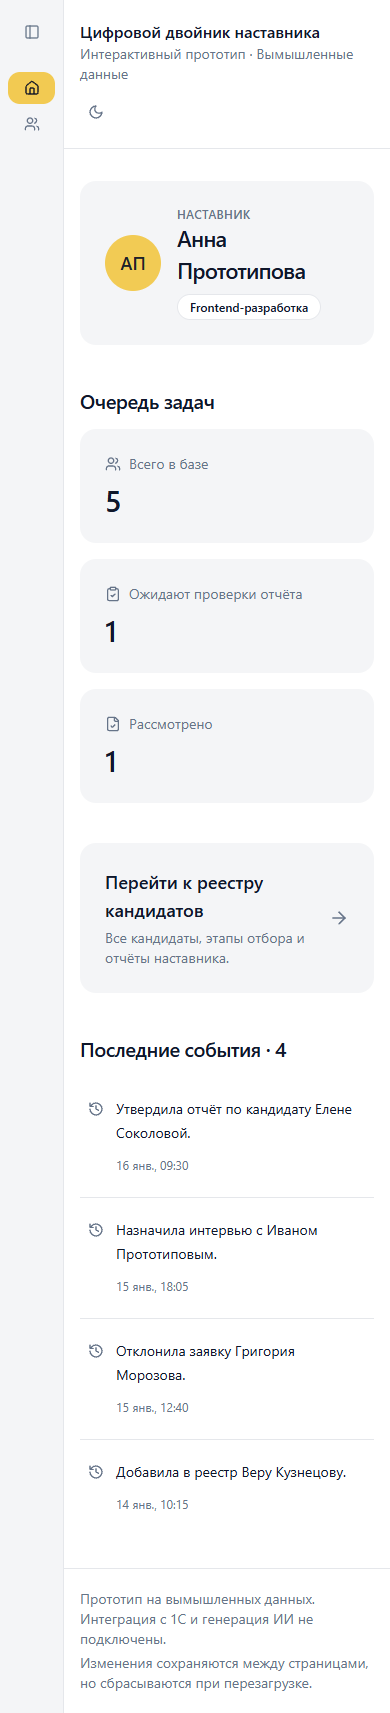 Цифровой двойник наставника
Интерактивный прототип · Вымышленные
данные
НАСТАВНИК
АП
Анна
Прототипова
Frontend-разработка
Очередь задач
Всего в базе
5
Ожидают проверки отчёта
1
Рассмотрено
1
Перейти к реестру
кандидатов
Все кандидаты, этапы отбора и
отчёты наставника.
Последние события · 4
Утвердила отчёт по кандидату Елене
Соколовой.
16 янв., 09:30
Назначила интервью с Иваном
Прототиповым.
15 янв., 18:05
Отклонила заявку Григория
Морозова.
15 янв., 12:40
Добавила в реестр Веру Кузнецову.
14 янв., 10:15
Прототип на вымышленных данных.
Интеграция с 1С и генерация ИИ не
подключены.
Изменения сохраняются между страницами,
но сбрасываются при перезагрузке.